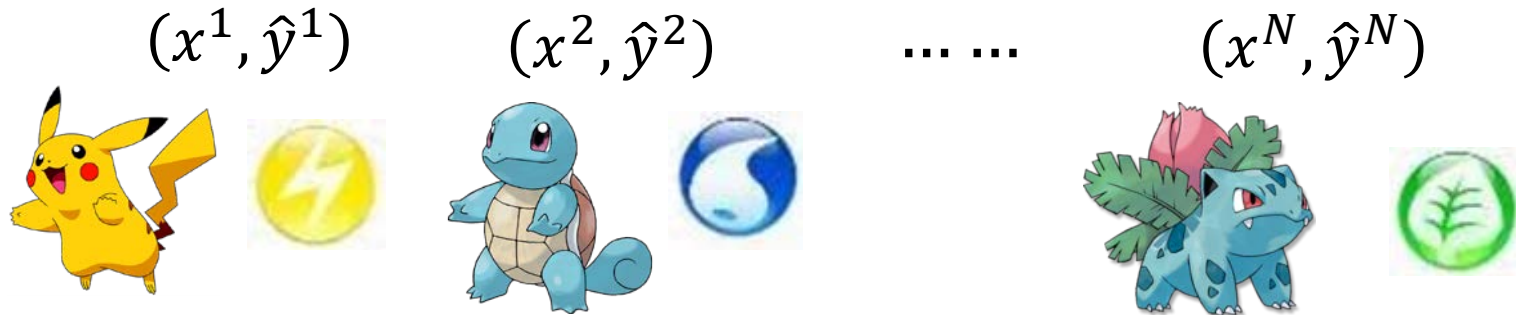 (x¹, ŷ¹) (x², ŷ²) …… (xᴺ, ŷᴺ)